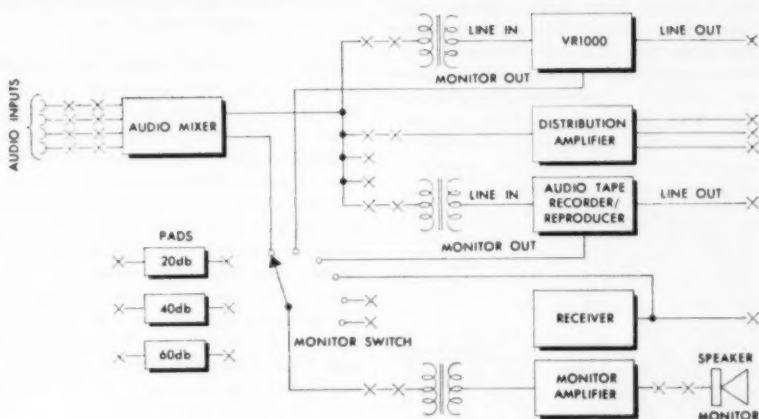 LINE IN
VR1000
LINE OUT
MONITOR OUT
AUDIO INPUTS
AUDIO MIXER
DISTRIBUTION
AMPLIFIER
LINE IN
AUDIO TAPE
RECORDER/
REPRODUCER
LINE OUT
MONITOR OUT
PADS
20db
40db
60db
MONITOR SWITCH
RECEIVER
MONITOR
AMPLIFIER
SPEAKER
MONITOR